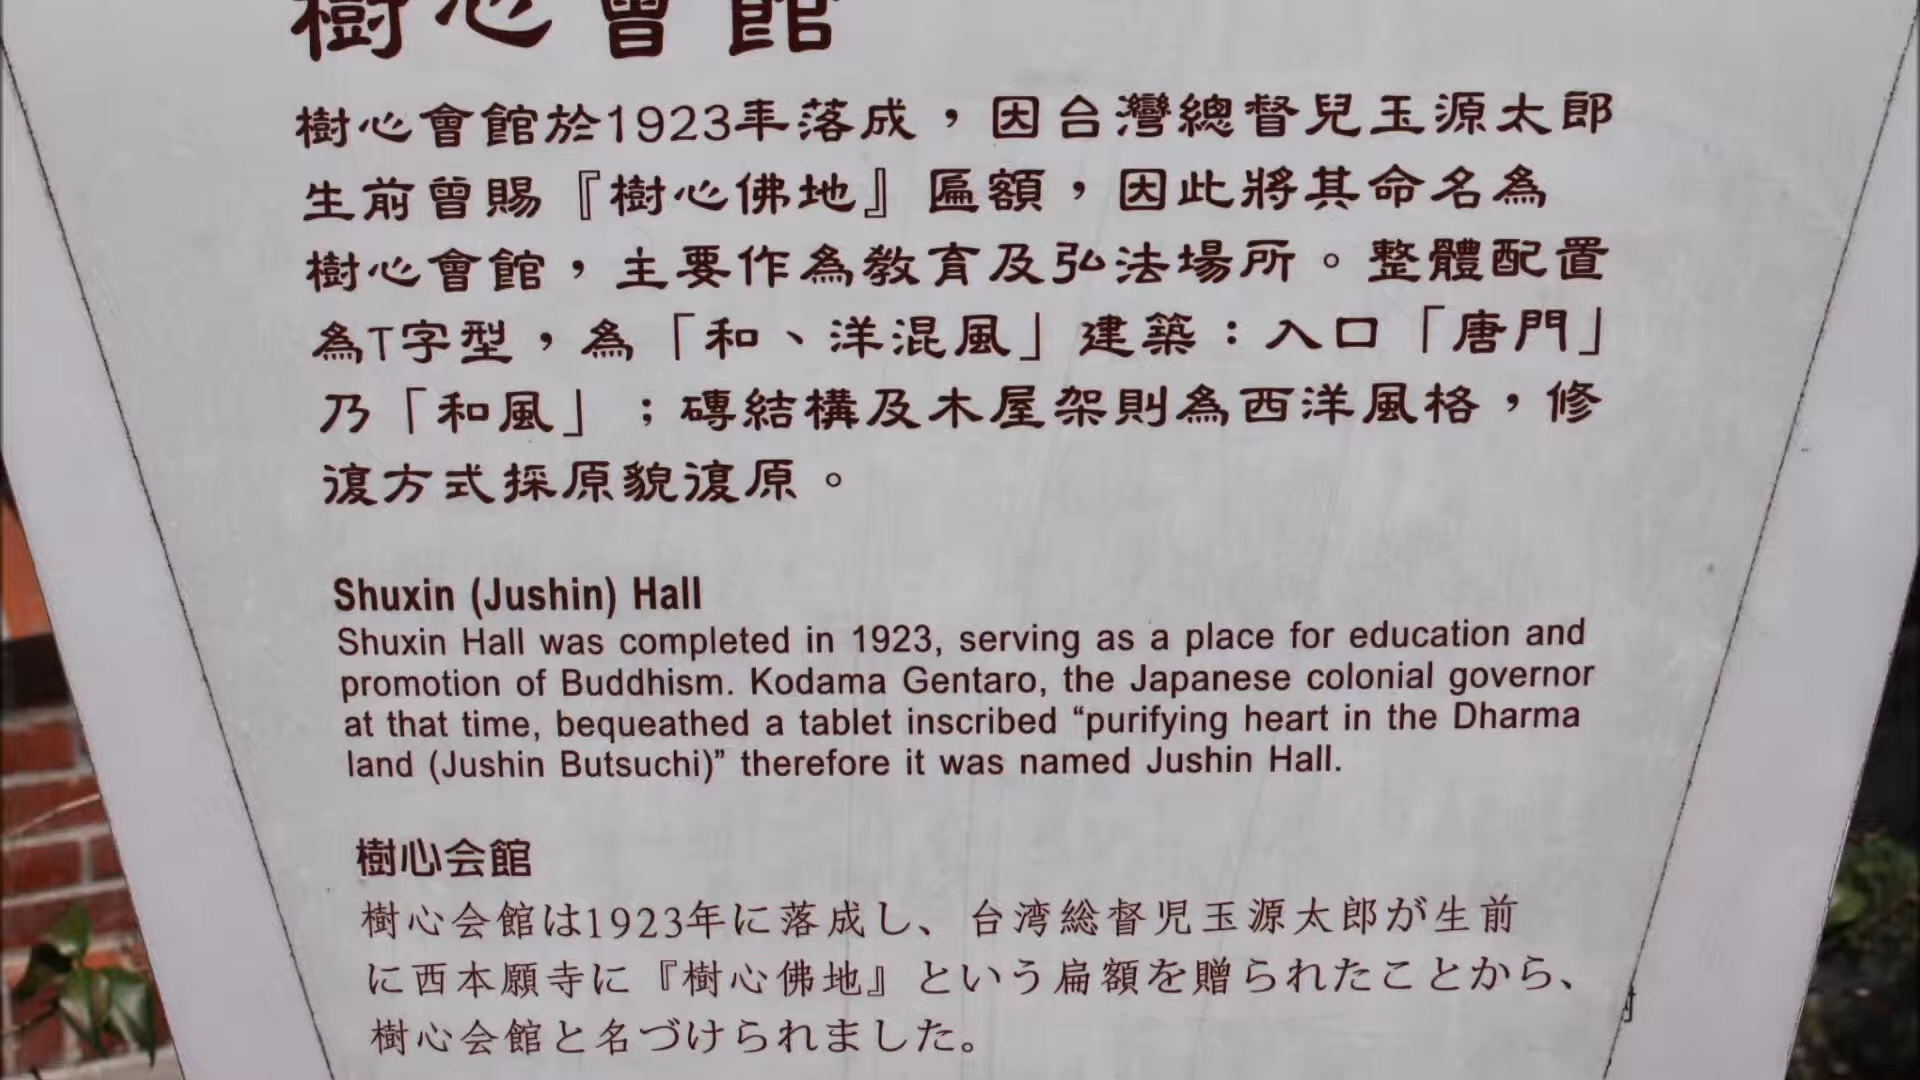 樹心會館
樹心會館於1923年落成，因台灣總督兒玉源太郎
生前曾賜『樹心佛地』匾額，因此將其命名為
樹心會館，主要作為教育及弘法場所。整體配置
為T字型，為「和、洋混風」建築：入口「唐門」
乃「和風」；磚結構及木屋架則為西洋風格，修
復方式採原貌復原。
Shuxin (Jushin) Hall
Shuxin Hall was completed in 1923, serving as a place for education and
promotion of Buddhism. Kodama Gentaro, the Japanese colonial governor
at that time, bequeathed a tablet inscribed “purifying heart in the Dharma
land (Jushin Butsuchi)” therefore it was named Jushin Hall.
樹心会館
樹心会館は1923年に落成し、台湾総督児玉源太郎が生前
に西本願寺に『樹心佛地』という扁額を贈られたことから、
樹心会館と名づけられました。